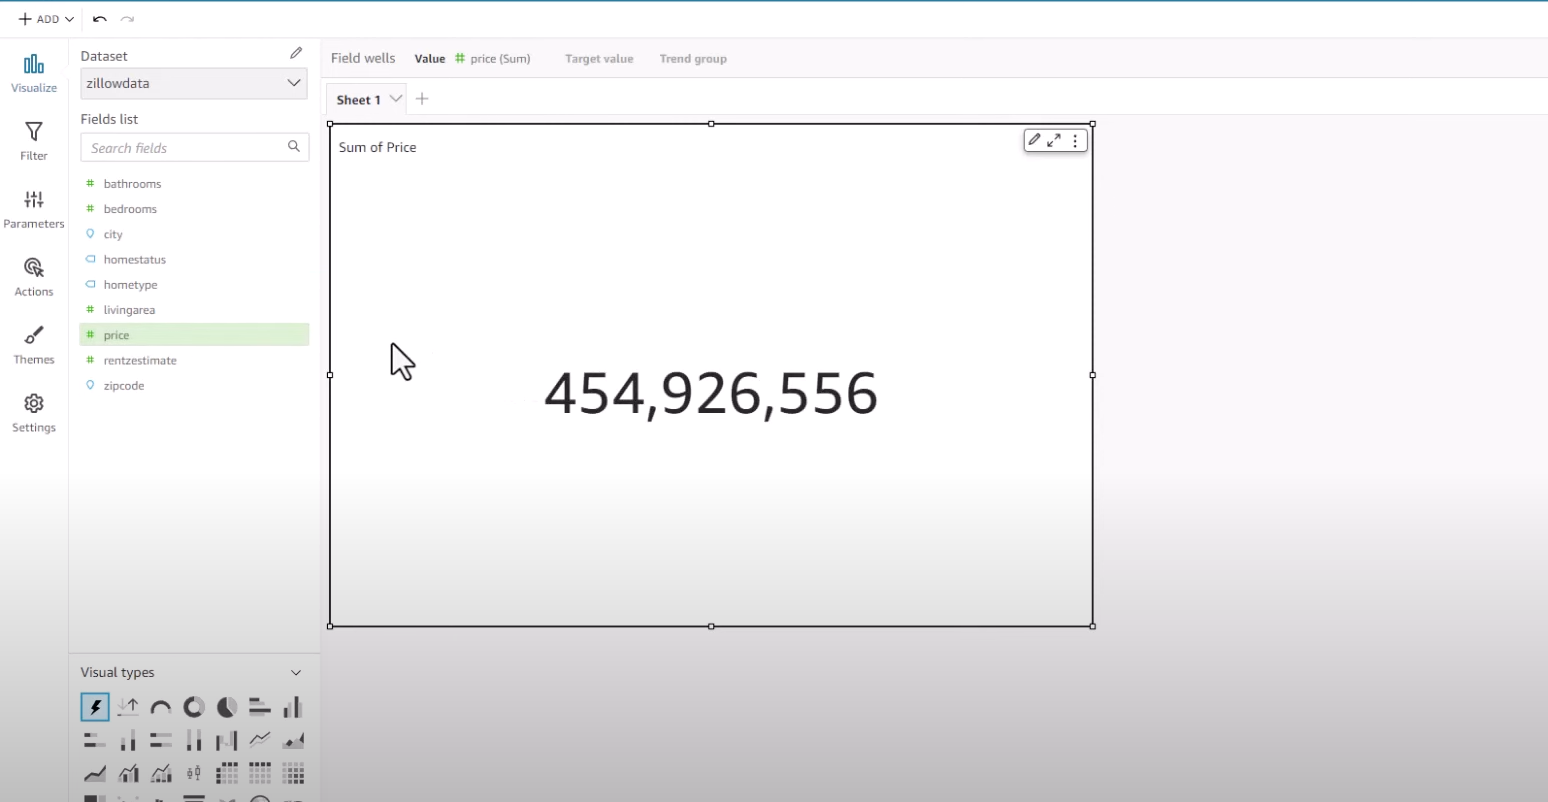 ADD
Visualize
Filter
Parameters
Actions
Themes
Settings
Dataset
zillowdata
Fields list
Search fields
bathrooms
bedrooms
city
homestatus
hometype
livingarea
price
rentzestimate
zipcode
Visual types
Field wells Value price (Sum) Target value Trend group
Sheet 1
Sum of Price
454,926,556